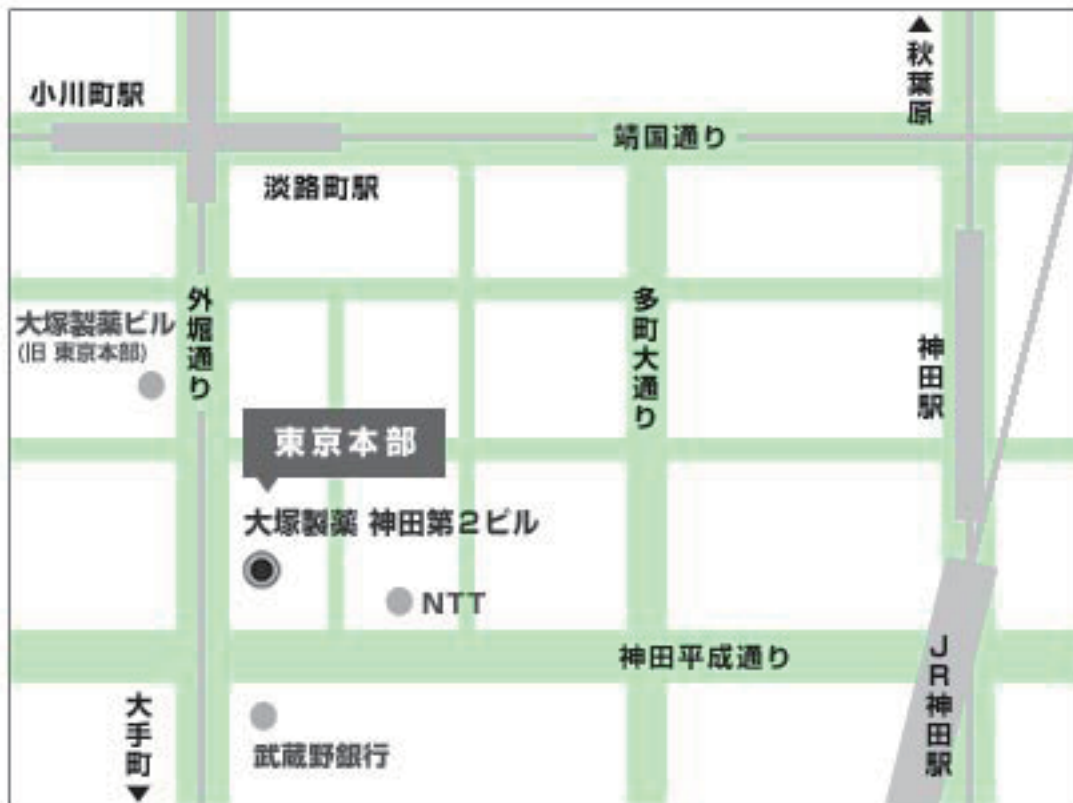 ▲秋葉原
小川町駅
靖国通り
淡路町駅
外堀通り
多町大通り
大塚製薬ビル
(旧 東京本部)
神田駅
東京本部
大塚製薬 神田第2ビル
NTT
神田平成通り
JR神田駅
大手町▼
武蔵野銀行